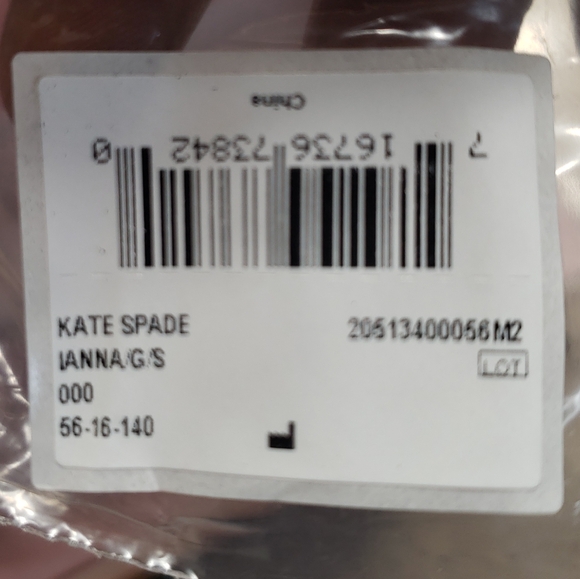 China
7 16736 73842 0
KATE SPADE 20513400056M2
IANNA/G/S LOT
000
56-16-140